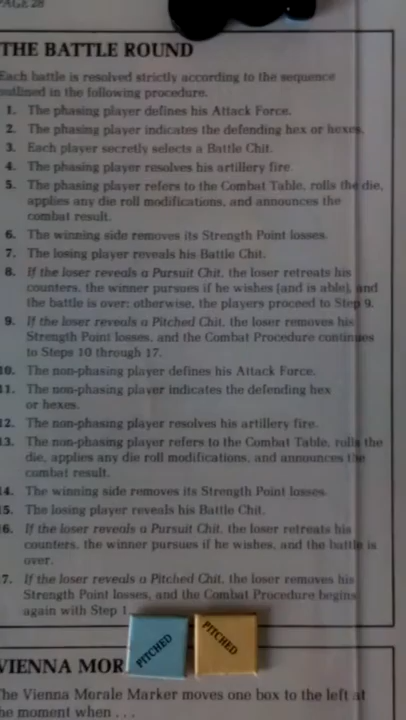 PAGE 28
THE BATTLE ROUND
Each battle is resolved strictly according to the sequence
outlined in the following procedure.
1. The phasing player defines his Attack Force.
2. The phasing player indicates the defending hex or hexes.
3. Each player secretly selects a Battle Chit.
4. The phasing player resolves his artillery fire.
5. The phasing player refers to the Combat Table, rolls the die,
applies any die roll modifications, and announces the
combat result.
6. The winning side removes its Strength Point losses.
7. The losing player reveals his Battle Chit.
8. If the loser reveals a Pursuit Chit, the loser retreats his
counters, the winner pursues if he wishes (and is able), and
the battle is over; otherwise, the players proceed to Step 9.
9. If the loser reveals a Pitched Chit, the loser removes his
Strength Point losses, and the Combat Procedure continues
to Steps 10 through 17.
10. The non-phasing player defines his Attack Force.
11. The non-phasing player indicates the defending hex
or hexes.
12. The non-phasing player resolves his artillery fire.
13. The non-phasing player refers to the Combat Table, rolls the
die, applies any die roll modifications, and announces the
combat result.
14. The winning side removes its Strength Point losses.
15. The losing player reveals his Battle Chit.
16. If the loser reveals a Pursuit Chit, the loser retreats his
counters, the winner pursues if he wishes, and the battle is
over.
17. If the loser reveals a Pitched Chit, the loser removes his
Strength Point losses, and the Combat Procedure begins
again with Step 1.
PITCHED
PITCHED
VIENNA MOR
The Vienna Morale Marker moves one box to the left at
the moment when . . .